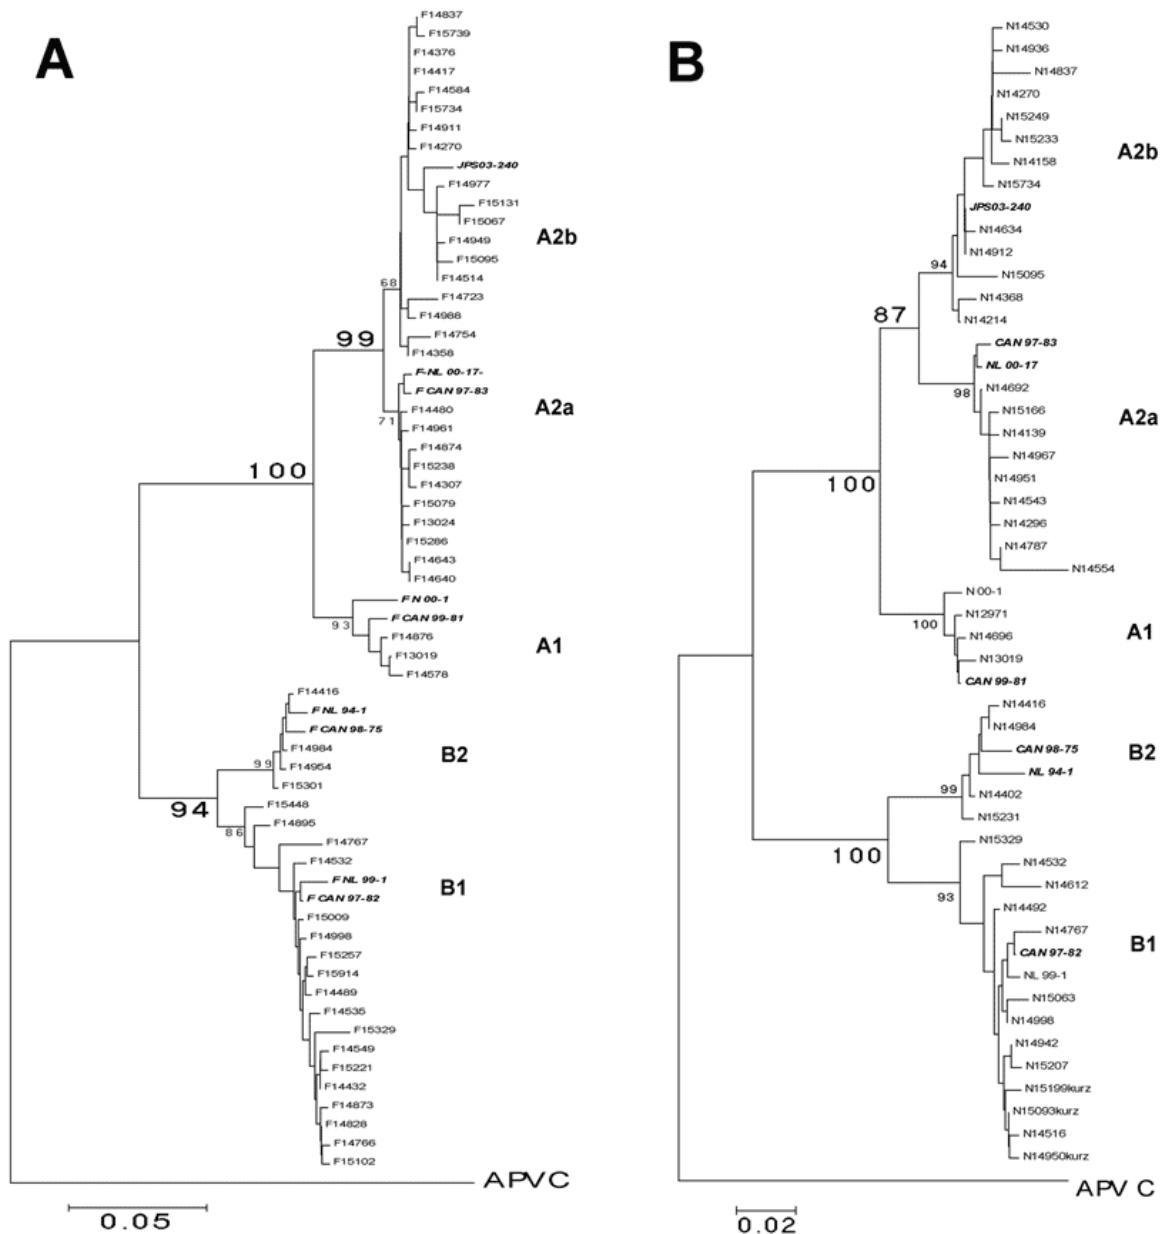 A
F14837
F15739
F14376
F14417
F14584
F15734
F14911
F14270
JPS03-240
F14977
F15131
F15067
F14949
F15095
F14514
A2b
68
F14723
F14988
99
F14754
F14358
F-NL 00-17-
F CAN 97-83
71
F14480
A2a
F14961
F14874
F15238
F14307
100
F15079
F13024
F15286
F14643
F14640
F N 00-1
F CAN 99-81
93
F14876
A1
F13019
F14578
F14416
F NL 94-1
F CAN 98-75
F14984
B2
99
F14954
F15301
94
F15448
F14895
86
F14767
F14532
F NL 99-1
B1
F CAN 97-82
F15009
F14998
F15257
F15914
F14489
F14535
F15329
F14549
F15221
F14432
F14873
F14828
F14766
F15102
APVC
0.05
B
N14530
N14936
N14837
N14270
N15249
N15233
A2b
N14158
N15734
JPS03-240
N14634
N14912
94
N15095
N14368
87
N14214
CAN 97-83
NL 00-17
98
N14692
N15166
A2a
N14139
N14967
N14951
100
N14543
N14296
N14787
N14554
N 00-1
N12971
100
N14696
A1
N13019
CAN 99-81
N14416
N14984
CAN 98-75
B2
NL 94-1
99
N14402
N15231
N15329
100
N14532
N14612
93
N14492
N14767
B1
CAN 97-82
NL 99-1
N15063
N14998
N14942
N15207
N15199kurz
N15093kurz
N14516
N14950kurz
APV C
0.02